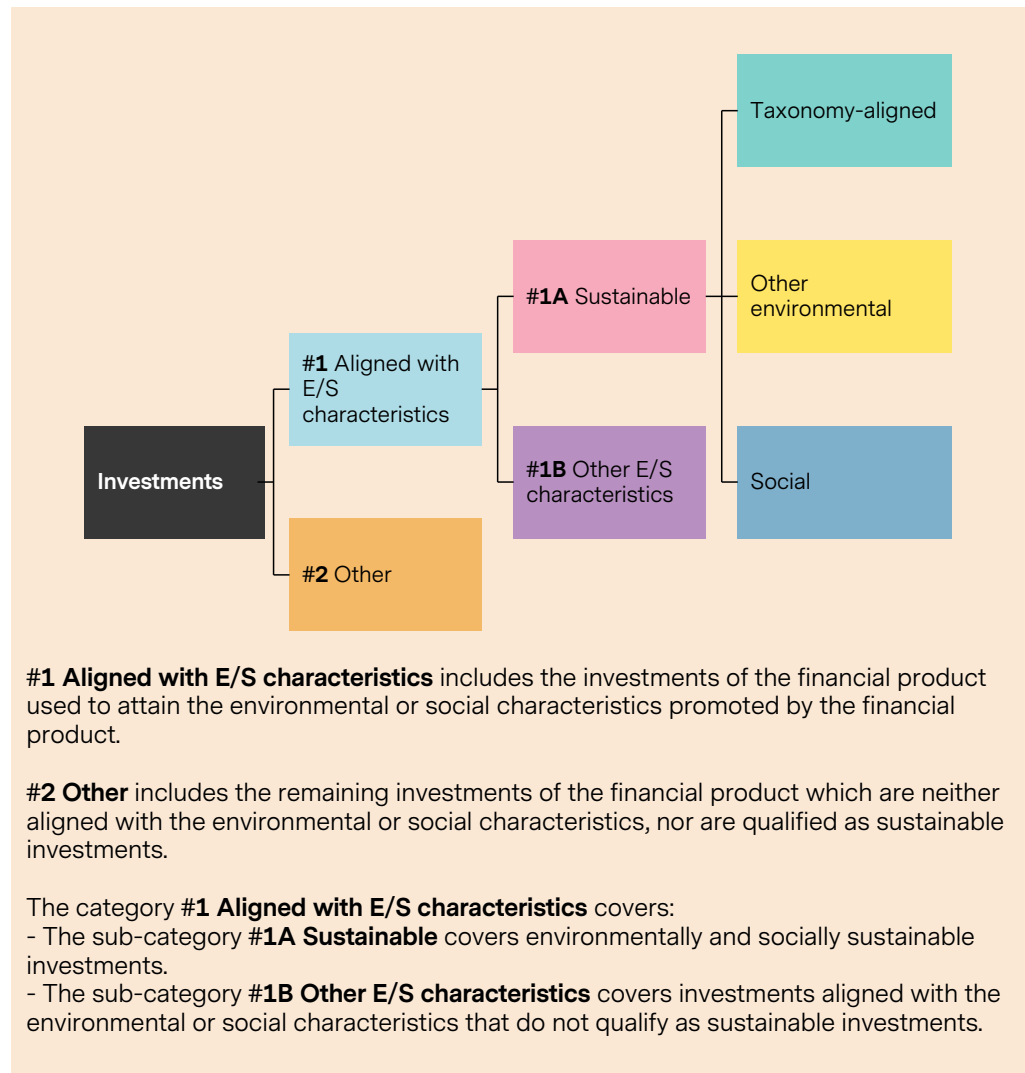 Taxonomy-aligned
#1A Sustainable
Other
environmental
#1 Aligned with
E/S
characteristics
Investments
#1B Other E/S
characteristics
Social
#2 Other
#1 Aligned with E/S characteristics includes the investments of the financial product
used to attain the environmental or social characteristics promoted by the financial
product.
#2 Other includes the remaining investments of the financial product which are neither
aligned with the environmental or social characteristics, nor are qualified as sustainable
investments.
The category #1 Aligned with E/S characteristics covers:
- The sub-category #1A Sustainable covers environmentally and socially sustainable
investments.
- The sub-category #1B Other E/S characteristics covers investments aligned with the
environmental or social characteristics that do not qualify as sustainable investments.